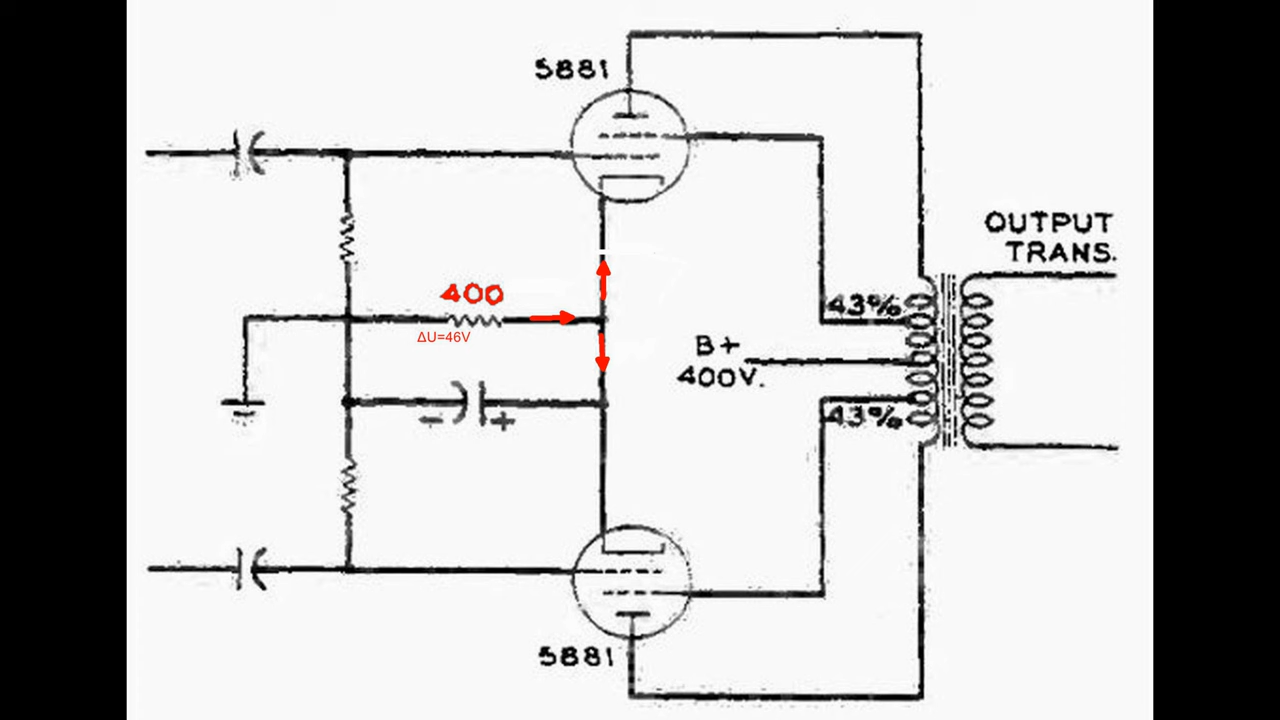 5881
OUTPUT
TRANS.
400
ΔU=46V
43%
B+
400V.
43%
- +
5881